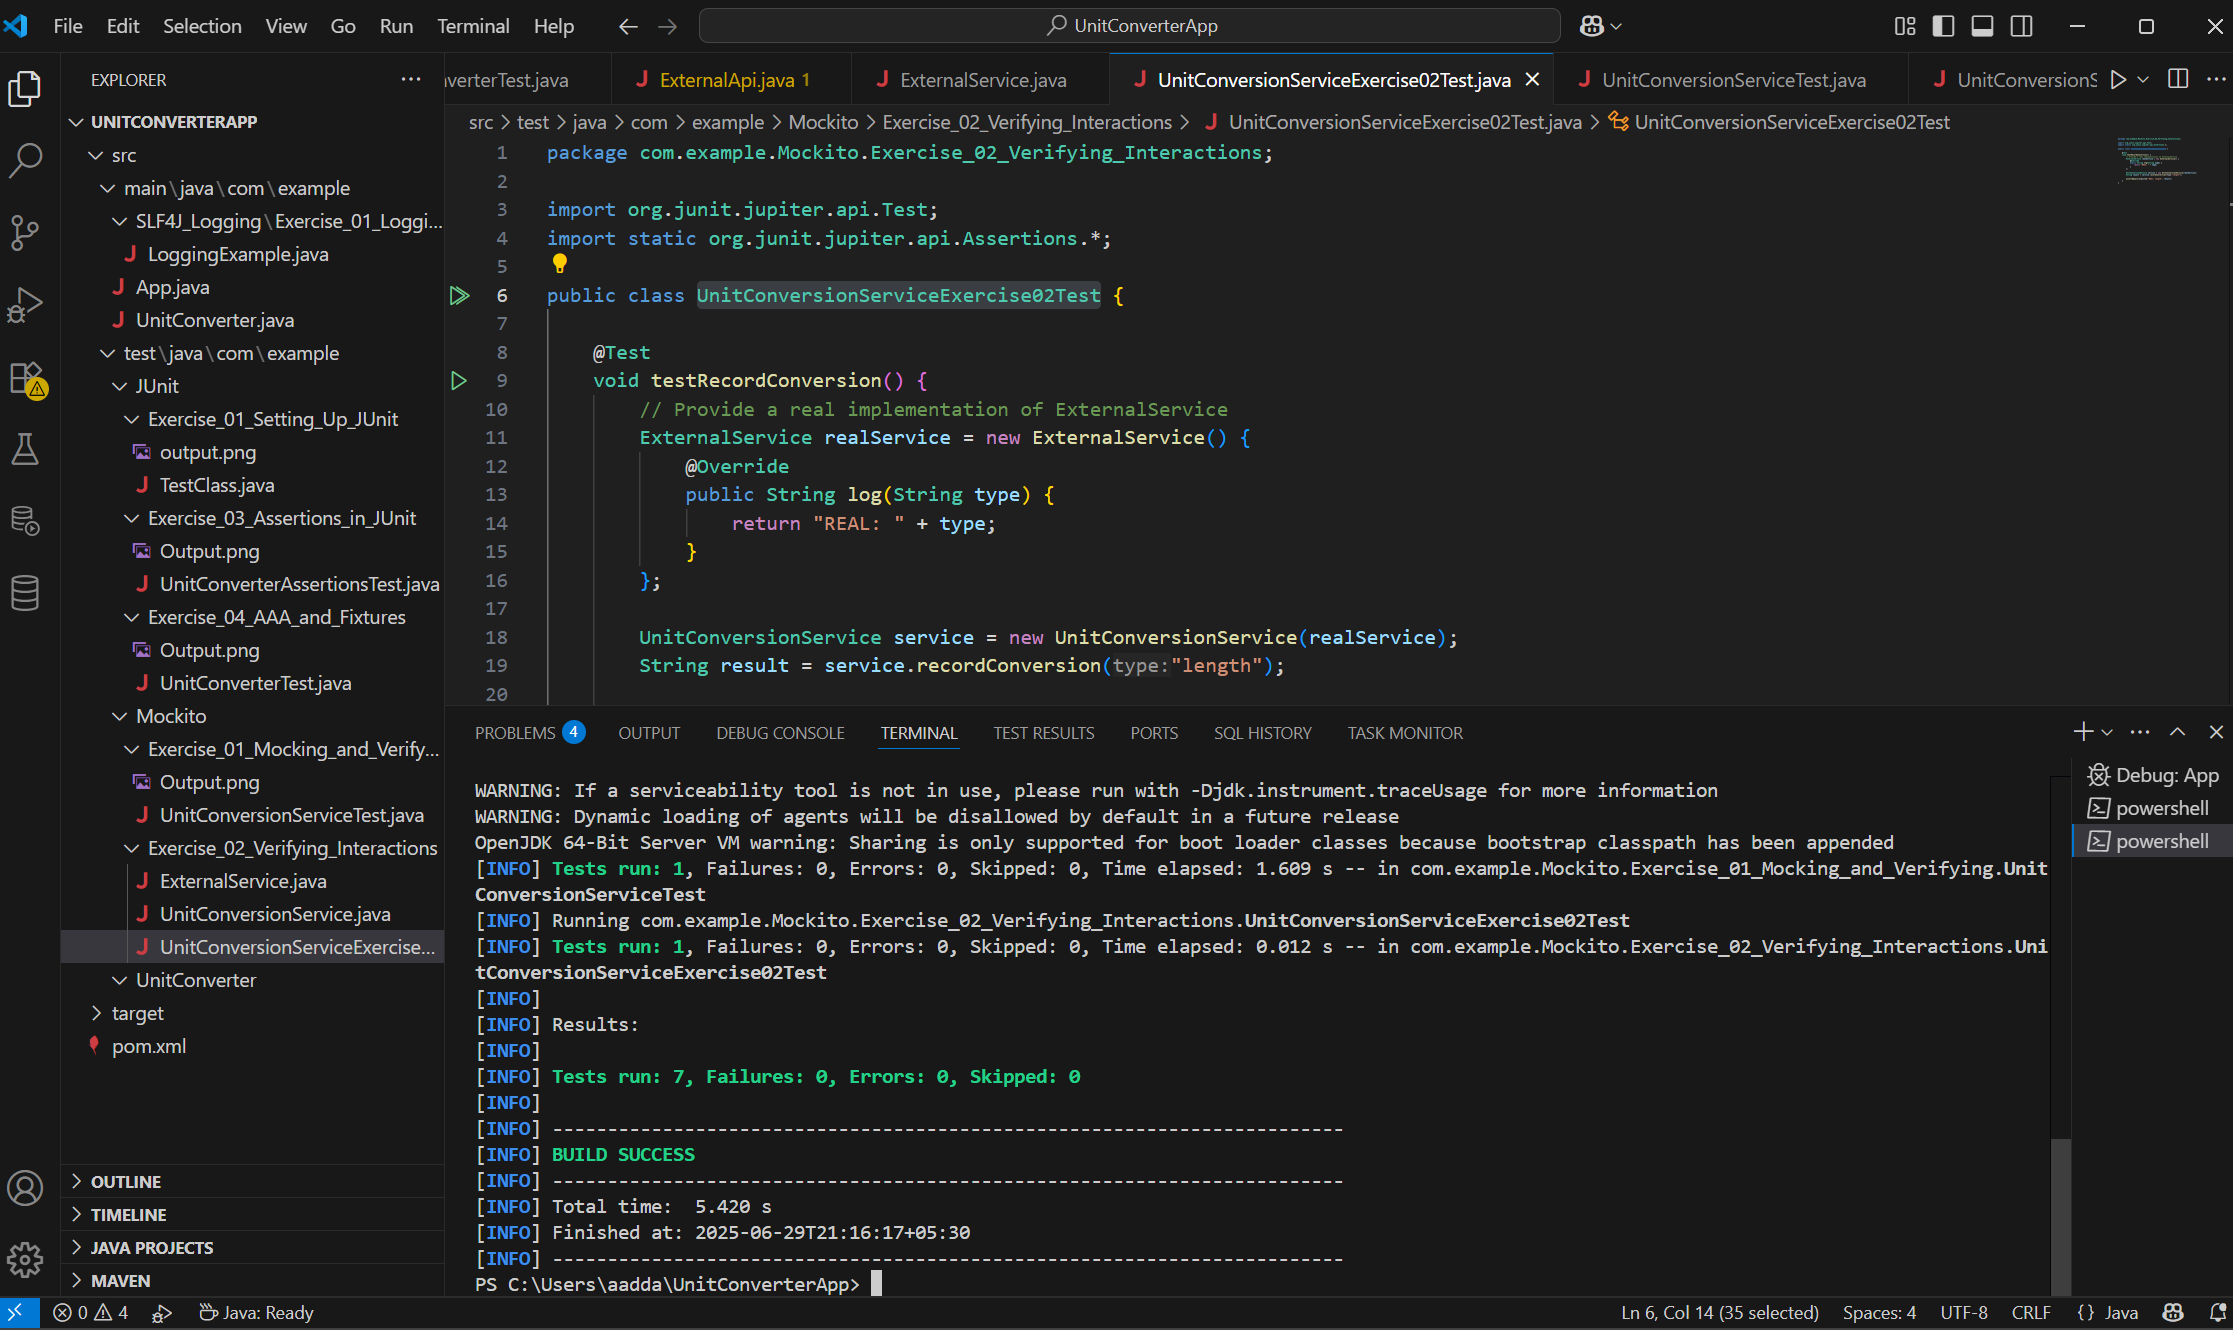 File Edit Selection View Go Run Terminal Help
UnitConverterApp
EXPLORER
UNITCONVERTERAPP
src
main\java\com\example
SLF4J_Logging\Exercise_01_Loggi...
LoggingExample.java
App.java
UnitConverter.java
test\java\com\example
JUnit
Exercise_01_Setting_Up_JUnit
output.png
TestClass.java
Exercise_03_Assertions_in_JUnit
Output.png
UnitConverterAssertionsTest.java
Exercise_04_AAA_and_Fixtures
Output.png
UnitConverterTest.java
Mockito
Exercise_01_Mocking_and_Verify...
Output.png
UnitConversionServiceTest.java
Exercise_02_Verifying_Interactions
ExternalService.java
UnitConversionService.java
UnitConversionServiceExercise...
UnitConverter
target
pom.xml
OUTLINE
TIMELINE
JAVA PROJECTS
MAVEN
verterTest.java ExternalApi.java 1 ExternalService.java UnitConversionServiceExercise02Test.java UnitConversionServiceTest.java UnitConversionS
src > test > java > com > example > Mockito > Exercise_02_Verifying_Interactions > UnitConversionServiceExercise02Test.java > UnitConversionServiceExercise02Test
1 package com.example.Mockito.Exercise_02_Verifying_Interactions;
2
3 import org.junit.jupiter.api.Test;
4 import static org.junit.jupiter.api.Assertions.*;
5
6 public class UnitConversionServiceExercise02Test {
7
8 @Test
9 void testRecordConversion() {
10 // Provide a real implementation of ExternalService
11 ExternalService realService = new ExternalService() {
12 @Override
13 public String log(String type) {
14 return "REAL: " + type;
15 }
16 };
17
18 UnitConversionService service = new UnitConversionService(realService);
19 String result = service.recordConversion(type:"length");
20
PROBLEMS 4 OUTPUT DEBUG CONSOLE TERMINAL TEST RESULTS PORTS SQL HISTORY TASK MONITOR
WARNING: If a serviceability tool is not in use, please run with -Djdk.instrument.traceUsage for more information
WARNING: Dynamic loading of agents will be disallowed by default in a future release
OpenJDK 64-Bit Server VM warning: Sharing is only supported for boot loader classes because bootstrap classpath has been appended
[INFO] Tests run: 1, Failures: 0, Errors: 0, Skipped: 0, Time elapsed: 1.609 s -- in com.example.Mockito.Exercise_01_Mocking_and_Verifying.Unit
ConversionServiceTest
[INFO] Running com.example.Mockito.Exercise_02_Verifying_Interactions.UnitConversionServiceExercise02Test
[INFO] Tests run: 1, Failures: 0, Errors: 0, Skipped: 0, Time elapsed: 0.012 s -- in com.example.Mockito.Exercise_02_Verifying_Interactions.Uni
tConversionServiceExercise02Test
[INFO]
[INFO] Results:
[INFO]
[INFO] Tests run: 7, Failures: 0, Errors: 0, Skipped: 0
[INFO]
[INFO] ------------------------------------------------------------------------
[INFO] BUILD SUCCESS
[INFO] ------------------------------------------------------------------------
[INFO] Total time:  5.420 s
[INFO] Finished at: 2025-06-29T21:16:17+05:30
[INFO] ------------------------------------------------------------------------
PS C:\Users\aadda\UnitConverterApp>
Debug: App
powershell
powershell
0 4 Java: Ready Ln 6, Col 14 (35 selected) Spaces: 4 UTF-8 CRLF {} Java